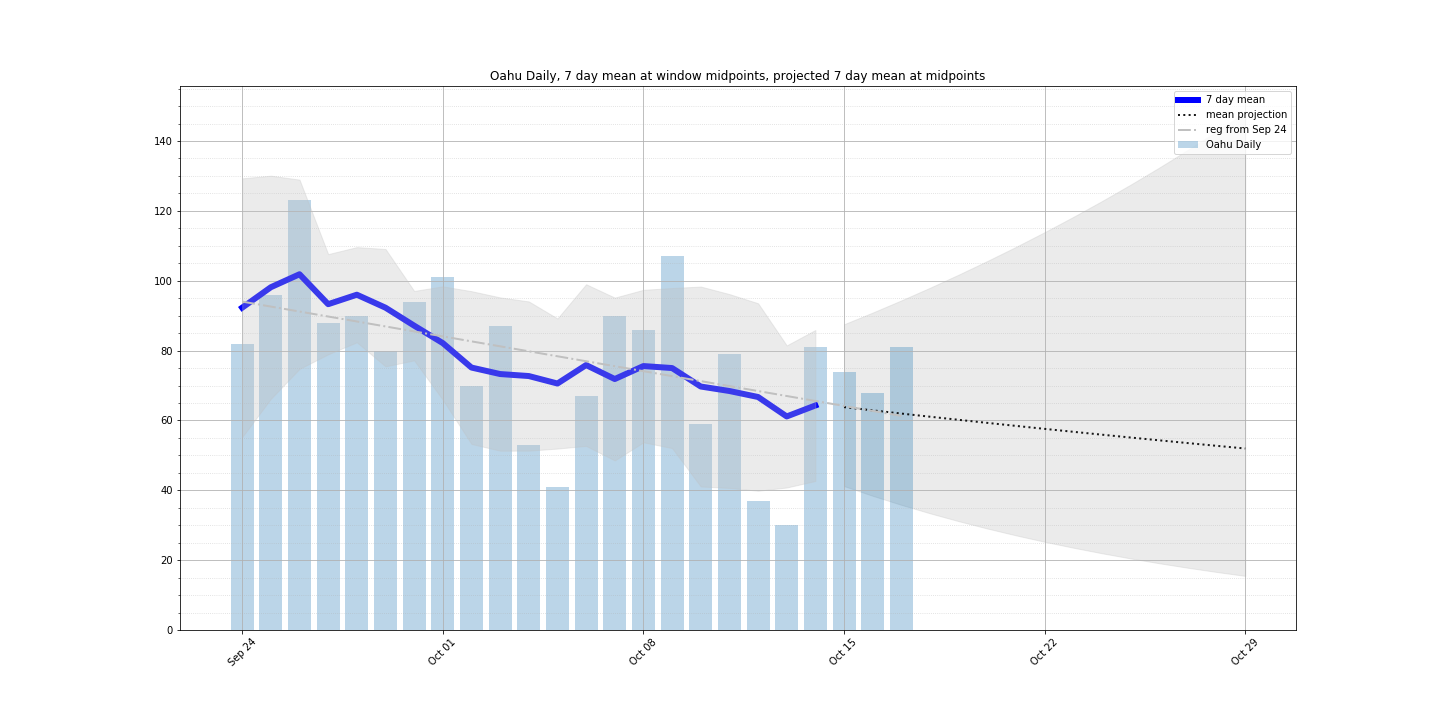 Oahu Daily, 7 day mean at window midpoints, projected 7 day mean at midpoints
7 day mean
mean projection
reg from Sep 24
Oahu Daily
140
120
100
80
60
40
20
0
Sep 24
Oct 01
Oct 08
Oct 15
Oct 22
Oct 29